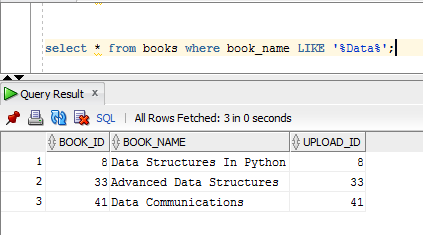 select * from books where book_name LIKE '%Data%';
Query Result x
SQL | All Rows Fetched: 3 in 0 seconds
BOOK_ID BOOK_NAME UPLOAD_ID
1 8 Data Structures In Python 8
2 33 Advanced Data Structures 33
3 41 Data Communications 41